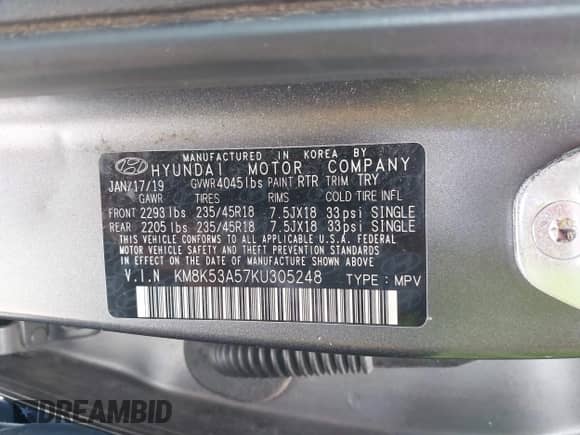 MANUFACTURED IN KOREA BY
HYUNDAI MOTOR COMPANY
JAN/17/19 GVWR 4045lbs PAINT RTR TRIM TRY
GAWR TIRES RIMS COLD TIRE INFL
FRONT 2293lbs 235/45R18 7.5JX18 33psi SINGLE
REAR 2205lbs 235/45R18 7.5JX18 33psi SINGLE
THIS VEHICLE CONFORMS TO ALL APPLICABLE U.S.A. FEDERAL
MOTOR VEHICLE SAFETY, BUMPER, AND THEFT PREVENTION STANDARDS
IN EFFECT ON THE DATE OF MANUFACTURE SHOWN ABOVE.
V.I.N KM8K53A57KU305248 TYPE : MPV
DREAMBID